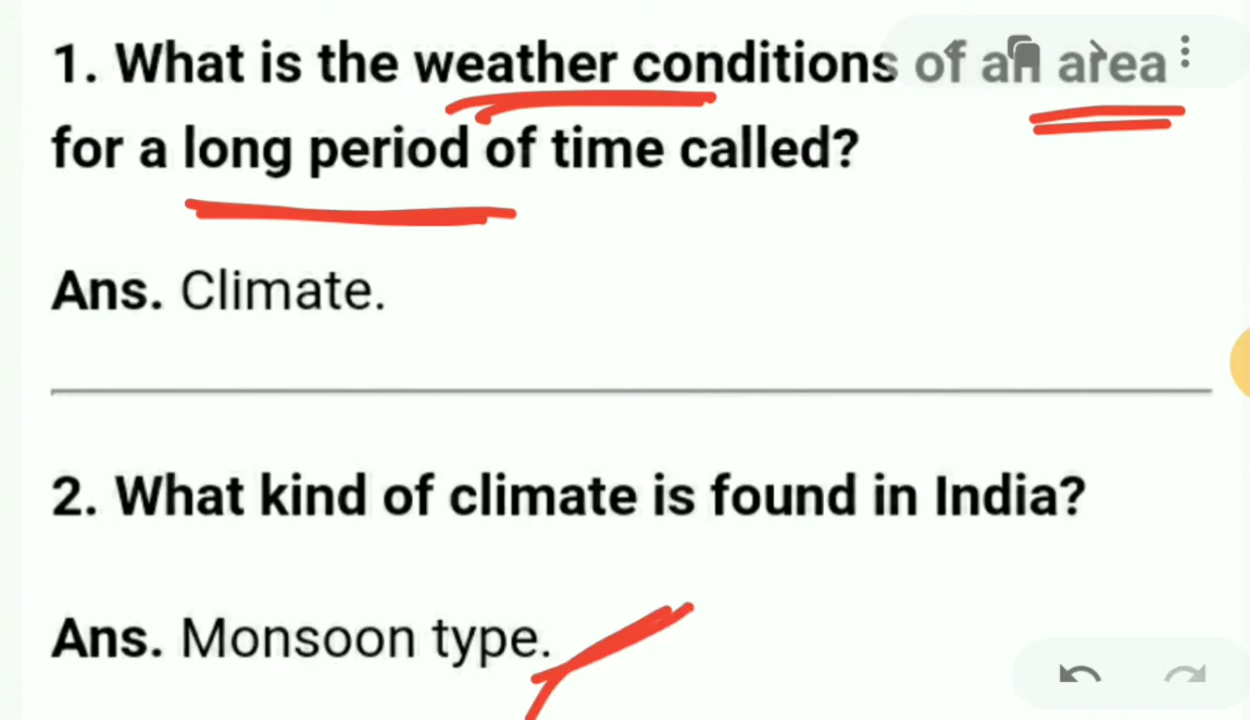 1. What is the weather conditions of an area
for a long period of time called?
Ans. Climate.
2. What kind of climate is found in India?
Ans. Monsoon type.